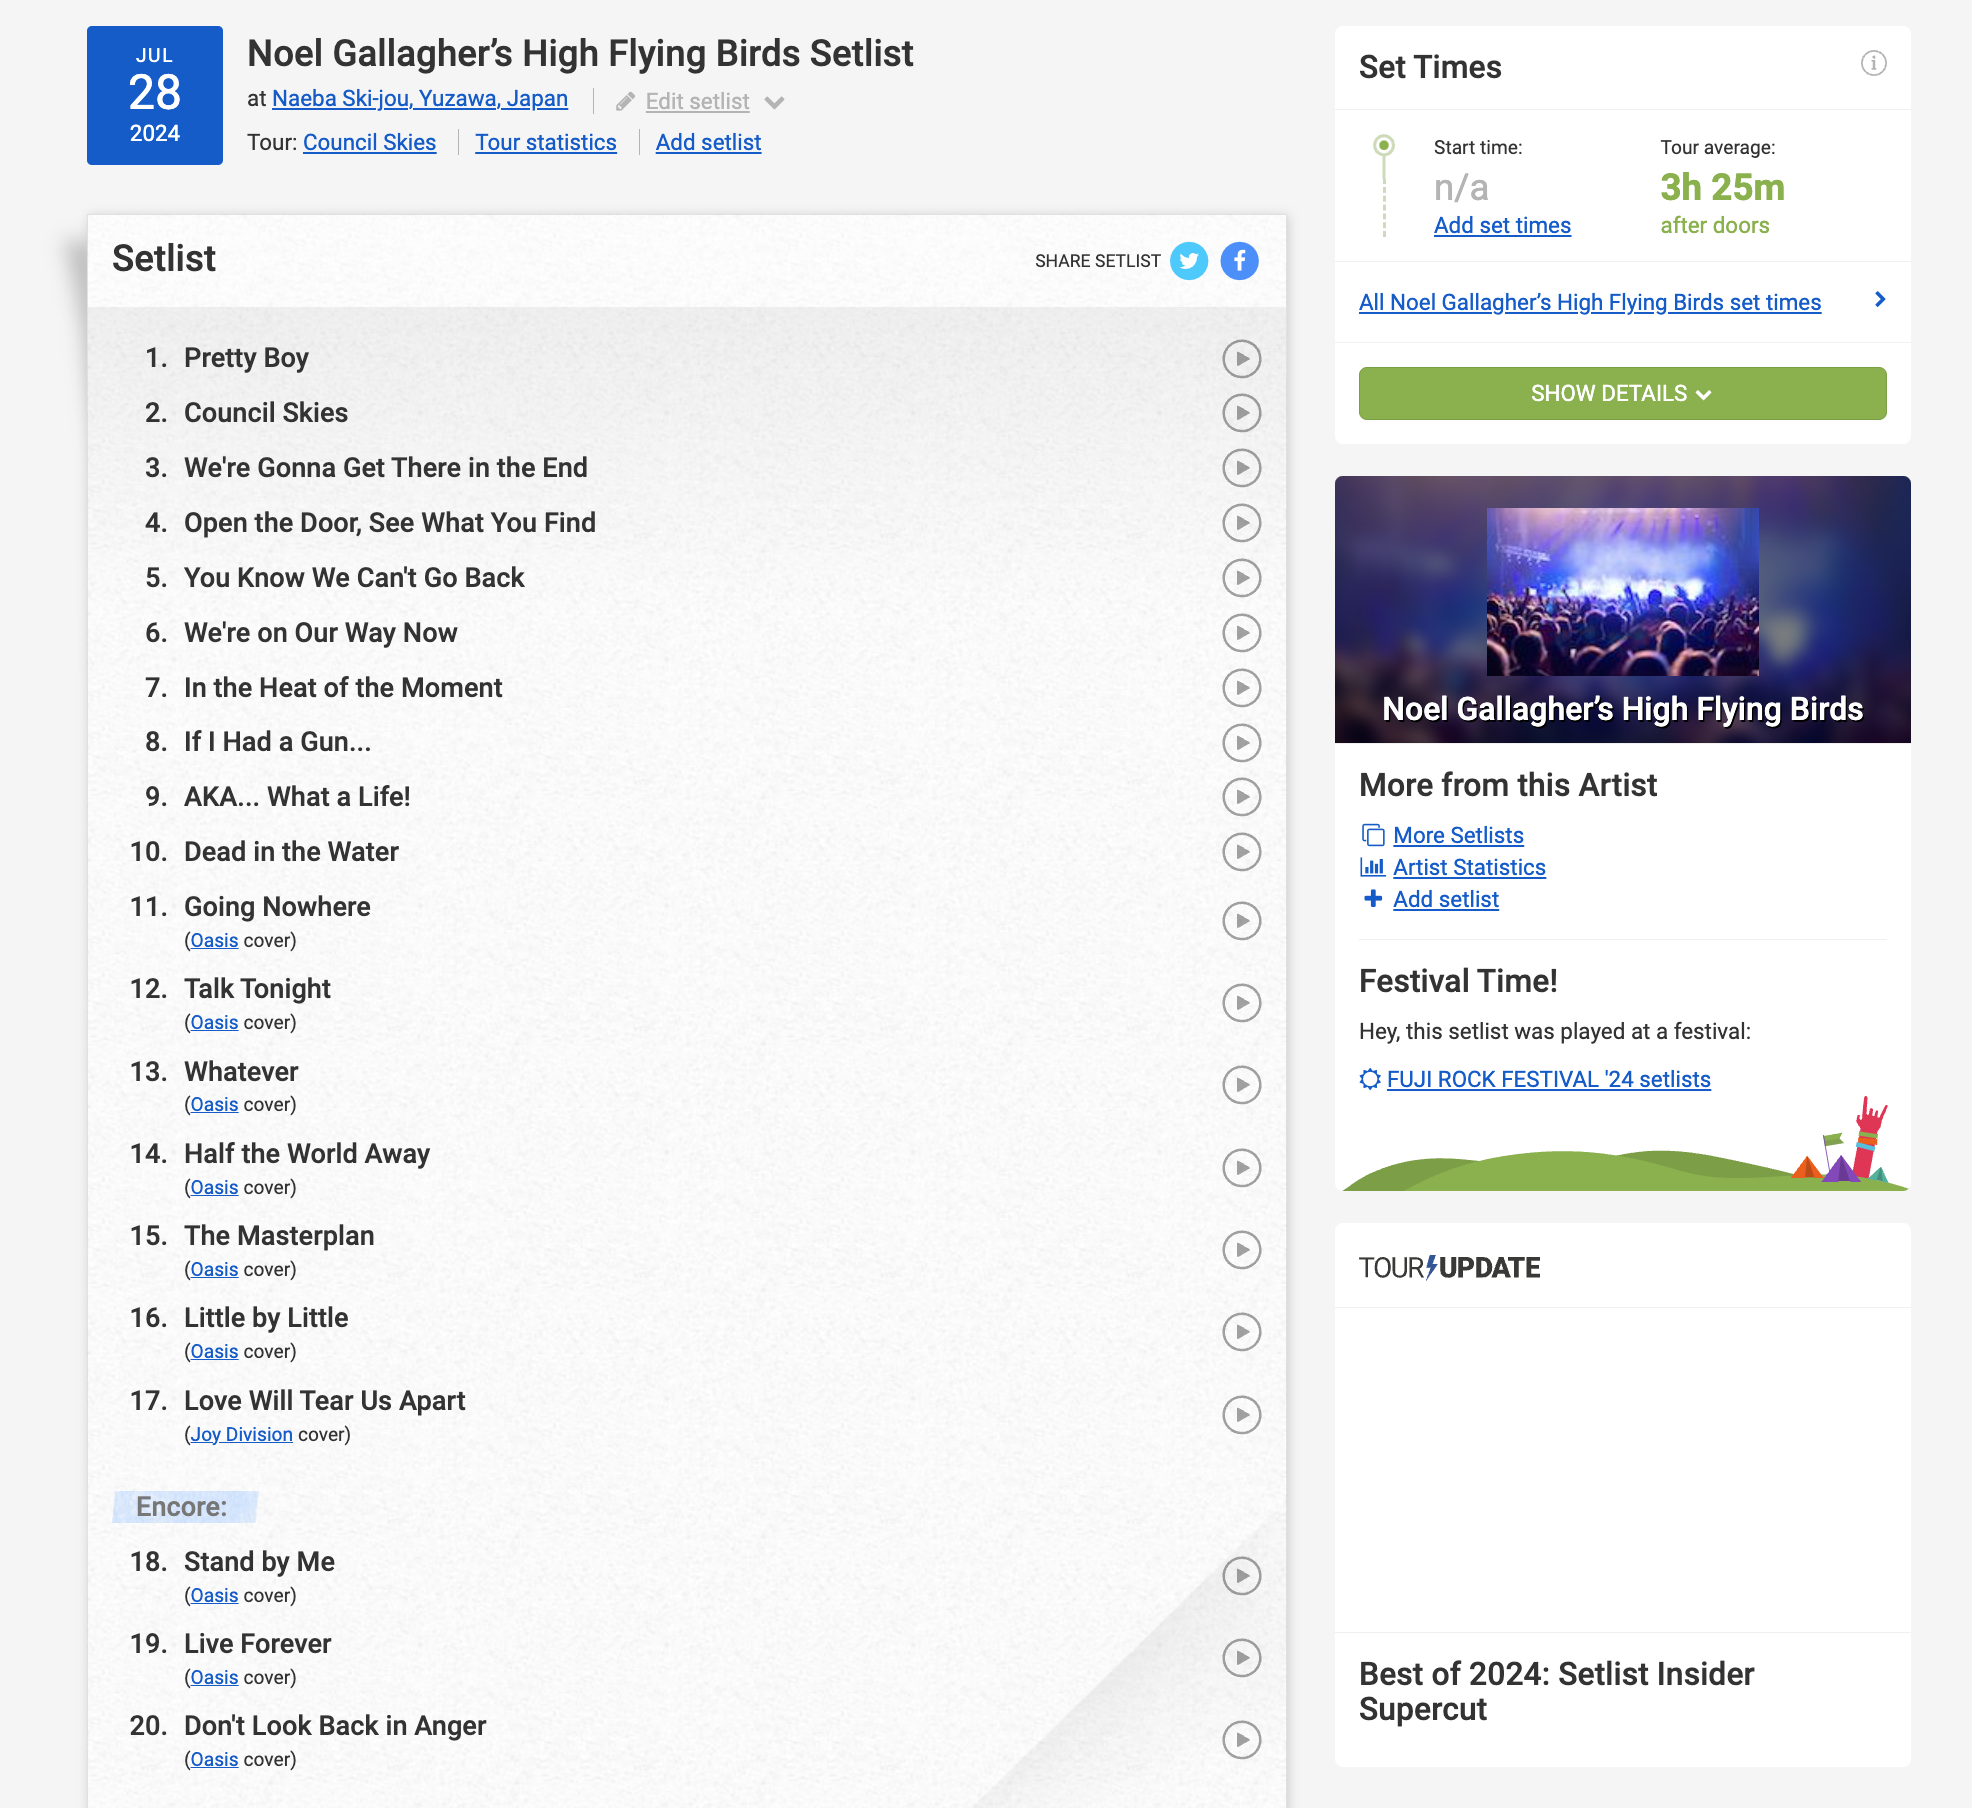 JUL
28
2024
Noel Gallagher’s High Flying Birds Setlist
at Naeba Ski-jou, Yuzawa, Japan
Edit setlist
Tour: Council Skies
Tour statistics
Add setlist
Setlist
SHARE SETLIST
1. Pretty Boy
2. Council Skies
3. We're Gonna Get There in the End
4. Open the Door, See What You Find
5. You Know We Can't Go Back
6. We're on Our Way Now
7. In the Heat of the Moment
8. If I Had a Gun...
9. AKA... What a Life!
10. Dead in the Water
11. Going Nowhere
(Oasis cover)
12. Talk Tonight
(Oasis cover)
13. Whatever
(Oasis cover)
14. Half the World Away
(Oasis cover)
15. The Masterplan
(Oasis cover)
16. Little by Little
(Oasis cover)
17. Love Will Tear Us Apart
(Joy Division cover)
Encore:
18. Stand by Me
(Oasis cover)
19. Live Forever
(Oasis cover)
20. Don't Look Back in Anger
(Oasis cover)
Set Times
Start time:
n/a
Add set times
Tour average:
3h 25m
after doors
All Noel Gallagher’s High Flying Birds set times
SHOW DETAILS
Noel Gallagher’s High Flying Birds
More from this Artist
More Setlists
Artist Statistics
Add setlist
Festival Time!
Hey, this setlist was played at a festival:
FUJI ROCK FESTIVAL '24 setlists
TOUR UPDATE
Best of 2024: Setlist Insider
Supercut